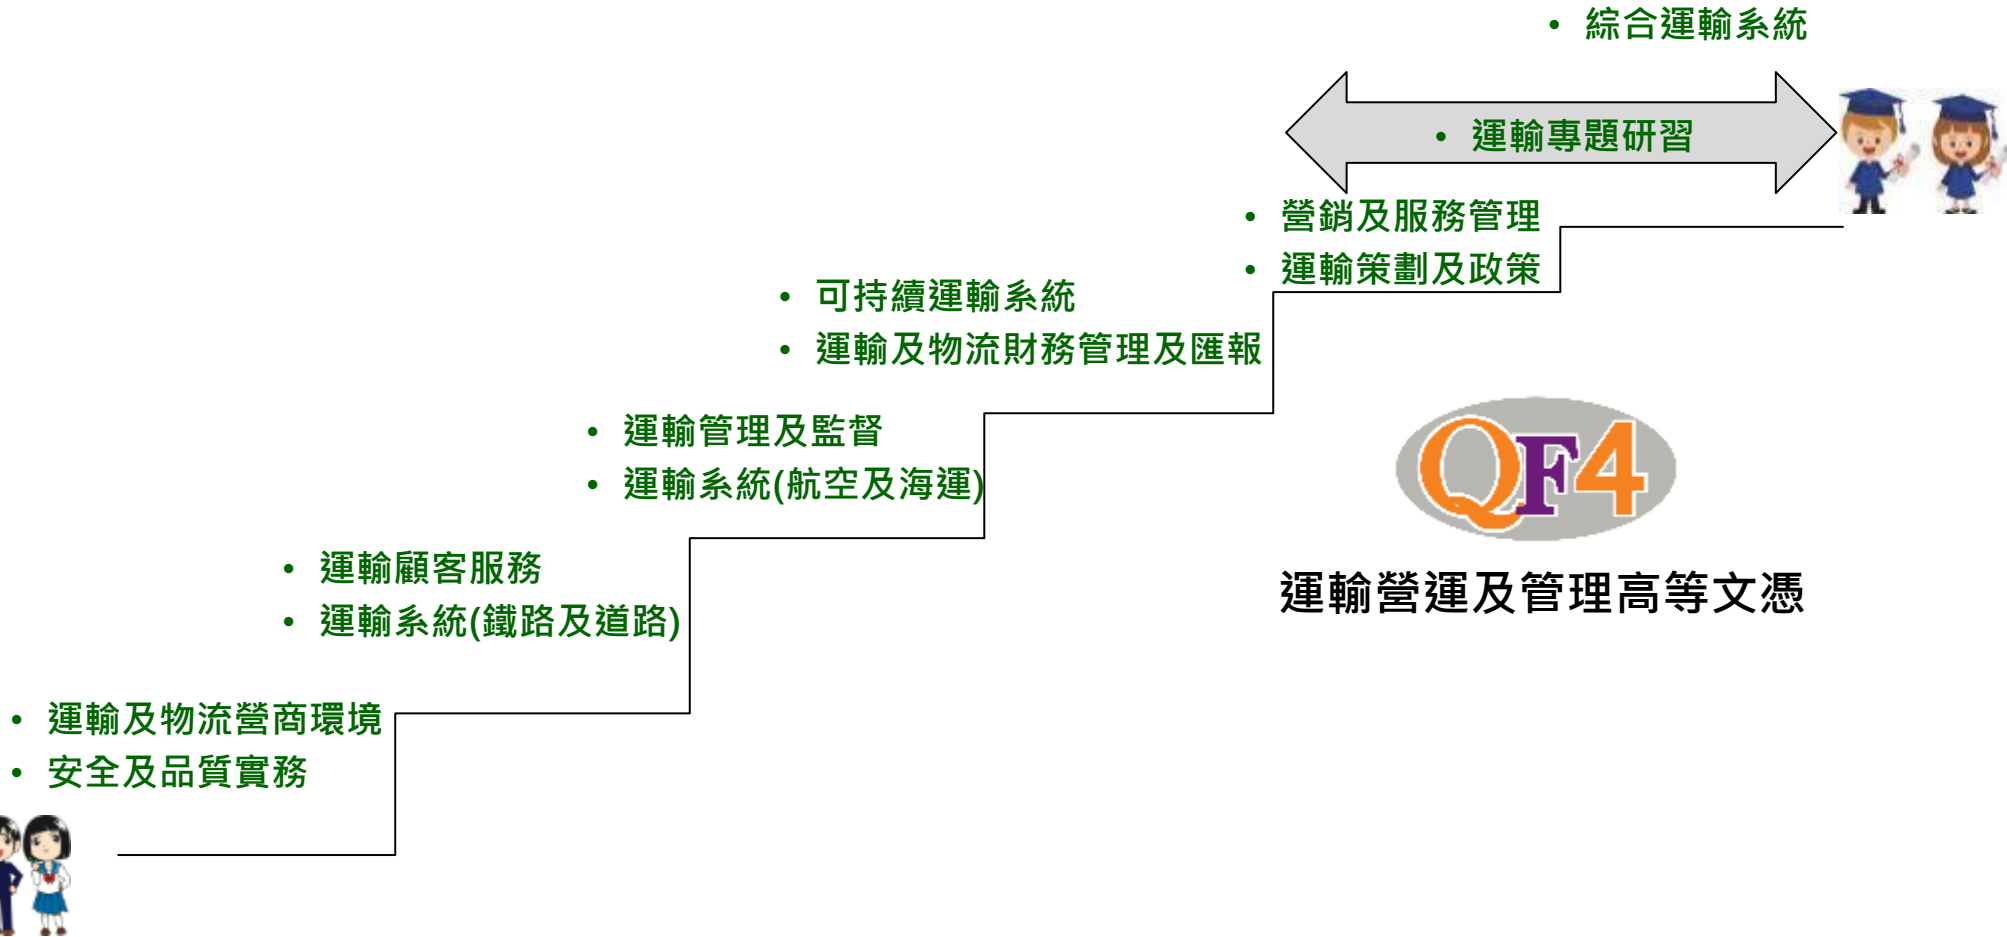 • 綜合運輸系統
• 運輸專題研習
• 營銷及服務管理
• 運輸策劃及政策
• 可持續運輸系統
• 運輸及物流財務管理及匯報
• 運輸管理及監督
• 運輸系統(航空及海運)
QF4
運輸營運及管理高等文憑
• 運輸顧客服務
• 運輸系統(鐵路及道路)
• 運輸及物流營商環境
• 安全及品質實務